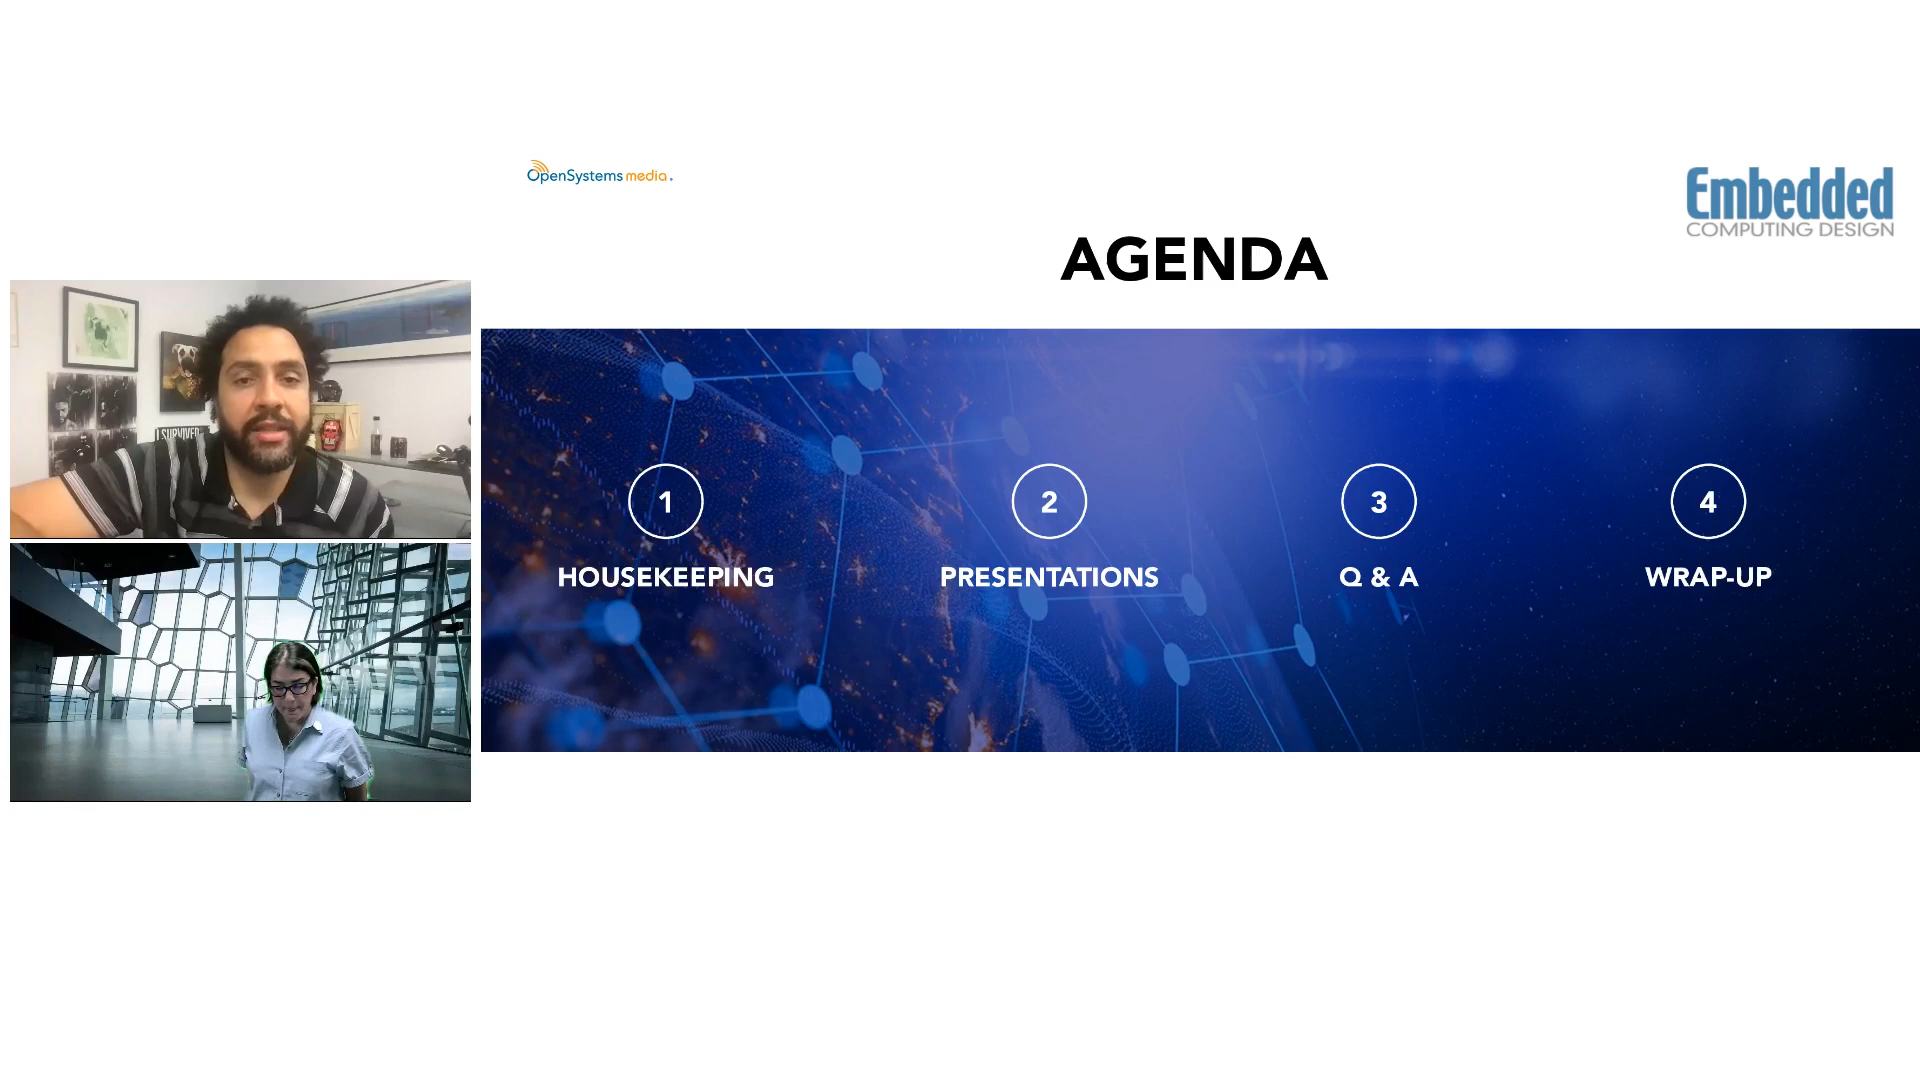 OpenSystems media.
Embedded
COMPUTING DESIGN
AGENDA
I SURVIVED
1
2
3
4
HOUSEKEEPING
PRESENTATIONS
Q & A
WRAP-UP